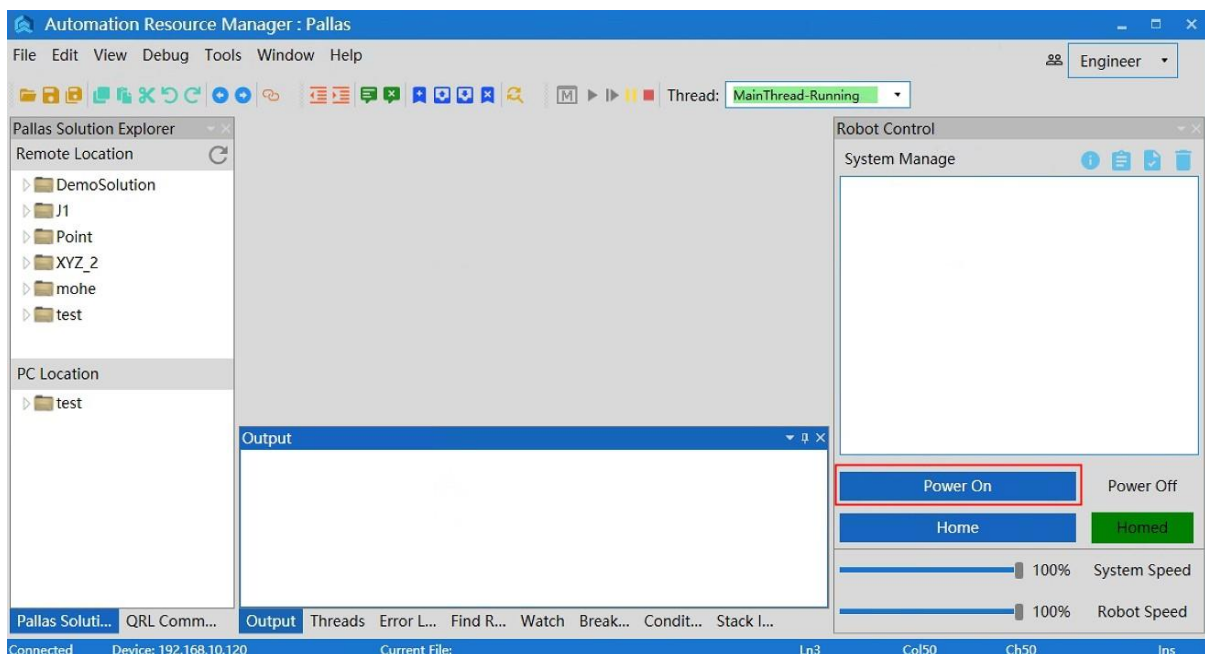 Automation Resource Manager : Pallas
File Edit View Debug Tools Window Help
Engineer
M Thread: MainThread-Running
Pallas Solution Explorer
Remote Location
DemoSolution
J1
Point
XYZ_2
mohe
test
PC Location
test
Pallas Soluti... QRL Comm...
Output
Output Threads Error L... Find R... Watch Break... Condit... Stack I...
Robot Control
System Manage
Power On Power Off
Home Homed
100% System Speed
100% Robot Speed
Connected Device: 192.168.10.120 Current File: Ln3 Col50 Ch50 Ins